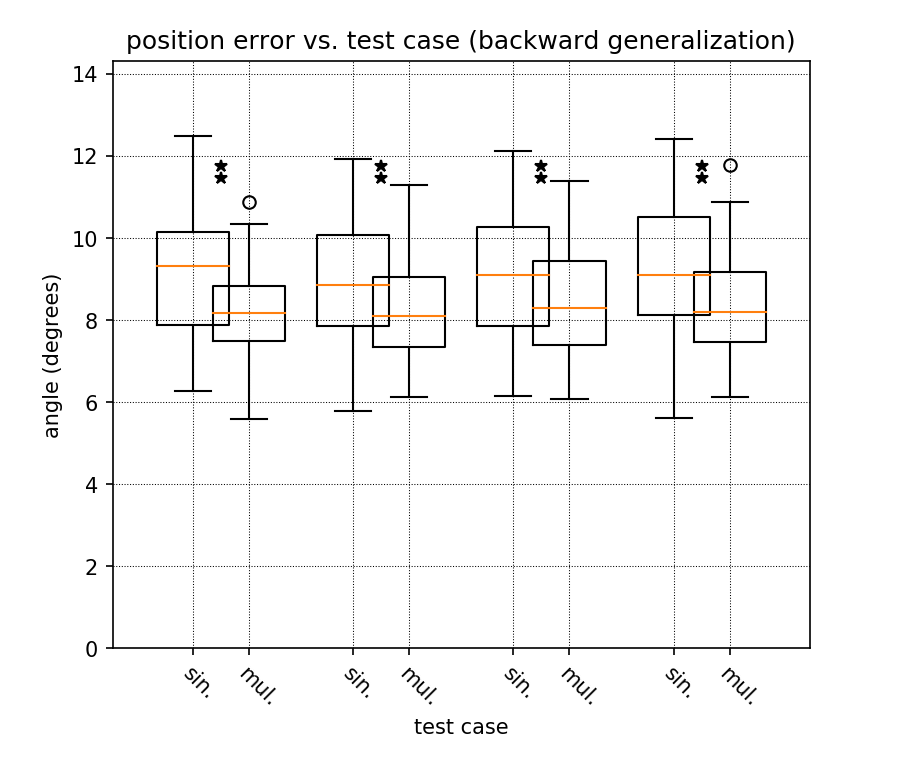 position error vs. test case (backward generalization)
14
12
10
8
6
4
2
0
angle (degrees)
sin. mul. sin. mul. sin. mul. sin. mul.
test case